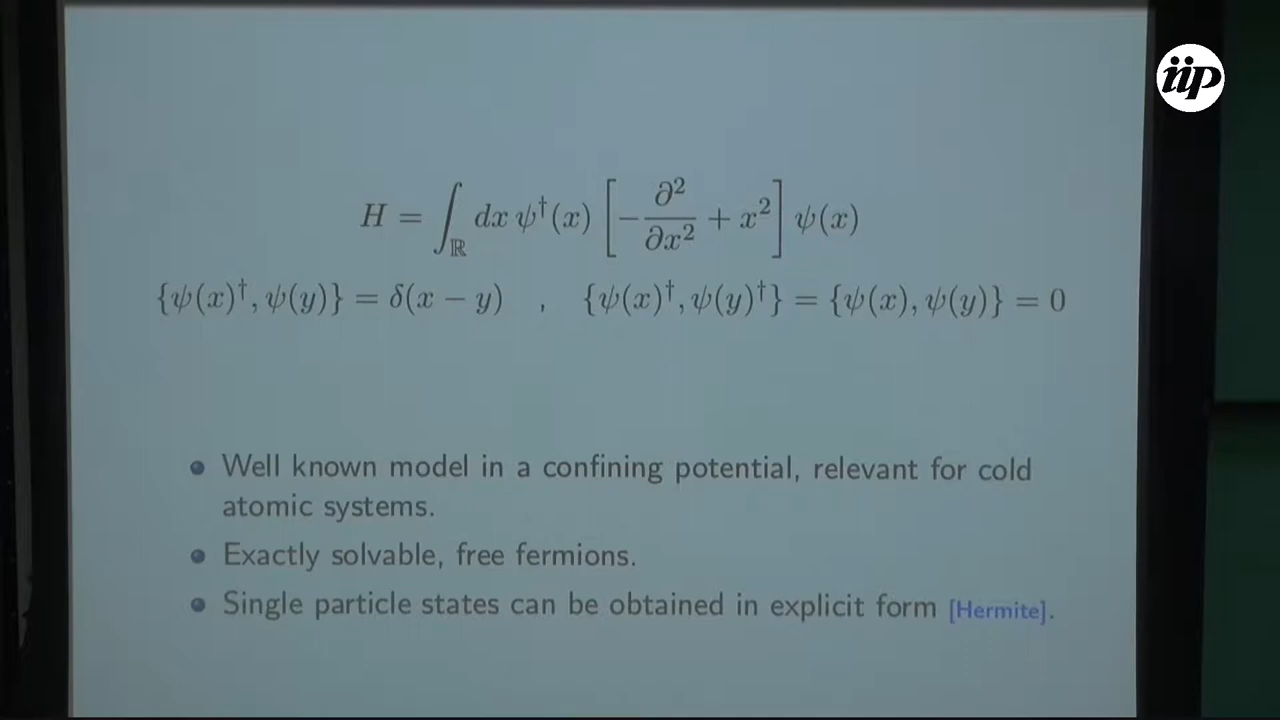 iip
H = ∫_ℝ dx ψ†(x) [−∂²/∂x² + x²] ψ(x)
{ψ(x)†, ψ(y)} = δ(x − y) , {ψ(x)†, ψ(y)†} = {ψ(x), ψ(y)} = 0
Well known model in a confining potential, relevant for cold
atomic systems.
Exactly solvable, free fermions.
Single particle states can be obtained in explicit form [Hermite].